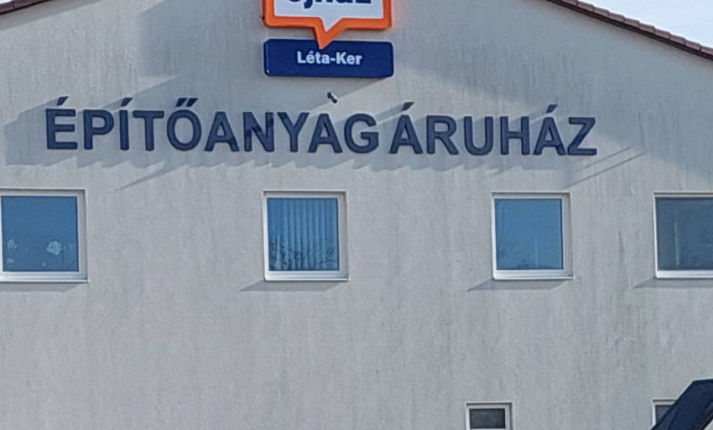 Léta-Ker
ÉPÍTŐANYAG ÁRUHÁZ